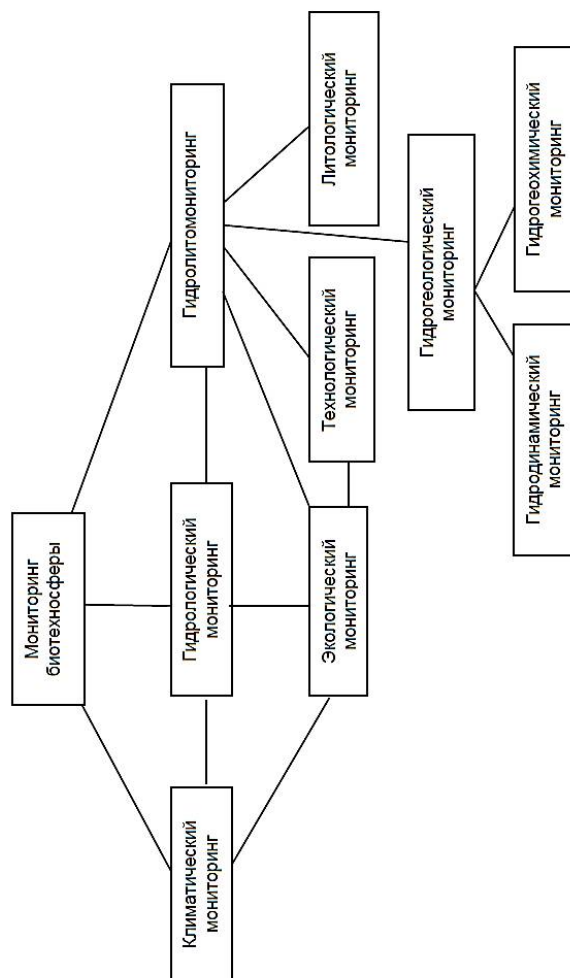 Мониторинг
биотехносферы
Климатический
мониторинг
Гидрологический
мониторинг
Гидролитомониторинг
Экологический
мониторинг
Технологический
мониторинг
Литологический
мониторинг
Гидрогеологический
мониторинг
Гидродинамический
мониторинг
Гидрогеохимический
мониторинг